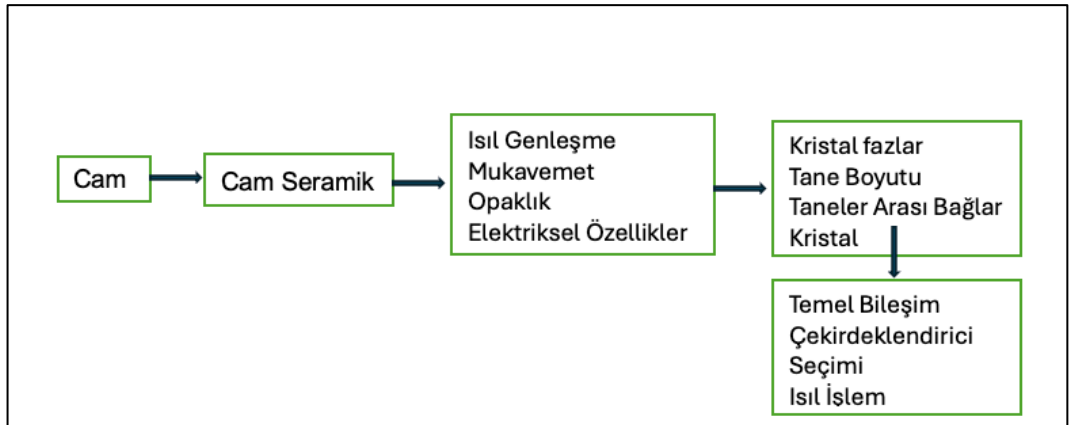 Cam
Cam Seramik
Isıl Genleşme
Mukavemet
Opaklık
Elektriksel Özellikler
Kristal fazlar
Tane Boyutu
Taneler Arası Bağlar
Kristal
Temel Bileşim
Çekirdeklendirici
Seçimi
Isıl İşlem